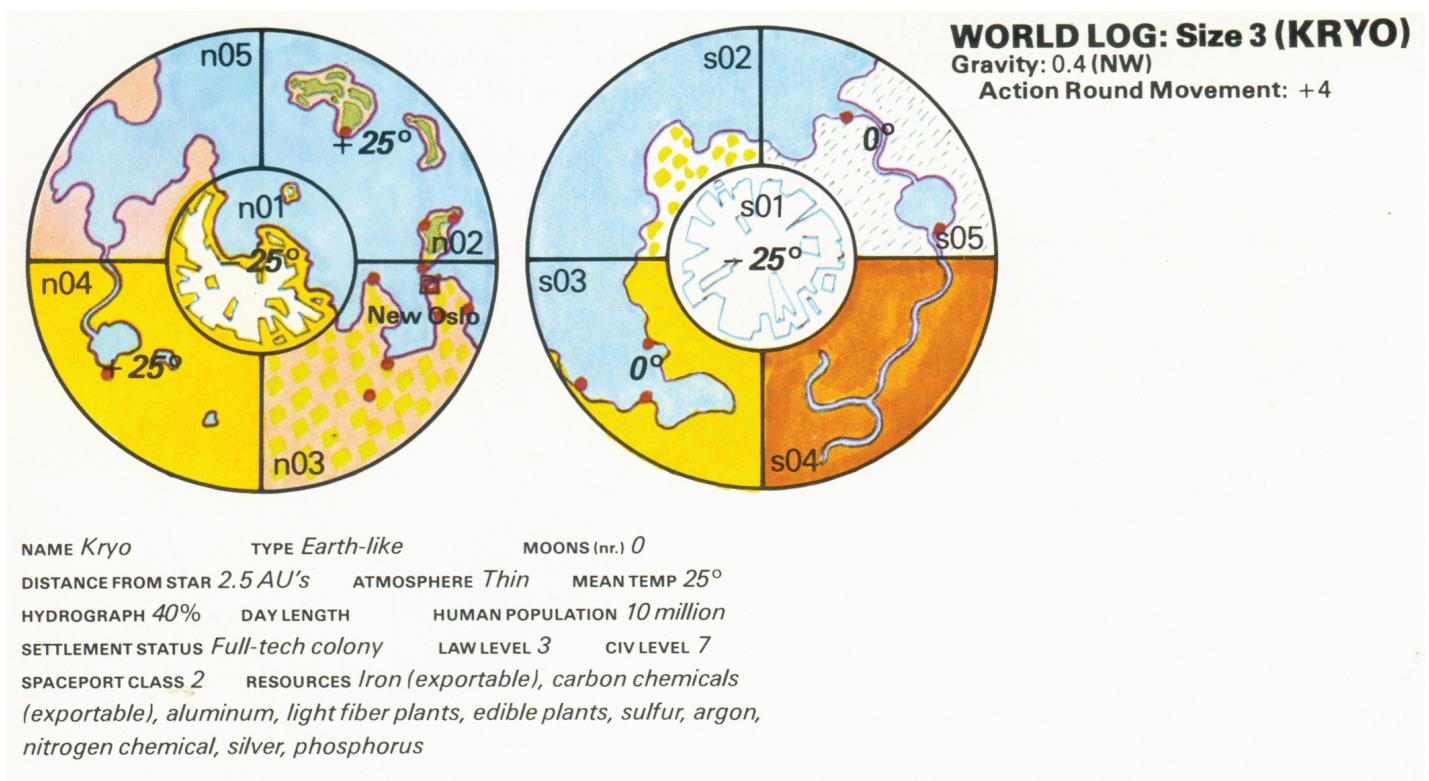 WORLD LOG: Size 3 (KRYO)
Gravity: 0.4 (NW)
Action Round Movement: +4
n05
+25°
n01
-25°
n02
n04
New Oslo
+25°
n03
s02
0°
s01
-25°
s05
s03
0°
s04
NAME Kryo TYPE Earth-like MOONS (nr.) 0
DISTANCE FROM STAR 2.5 AU's ATMOSPHERE Thin MEAN TEMP 25°
HYDROGRAPH 40% DAY LENGTH HUMAN POPULATION 10 million
SETTLEMENT STATUS Full-tech colony LAW LEVEL 3 CIV LEVEL 7
SPACEPORT CLASS 2 RESOURCES Iron (exportable), carbon chemicals
(exportable), aluminum, light fiber plants, edible plants, sulfur, argon,
nitrogen chemical, silver, phosphorus